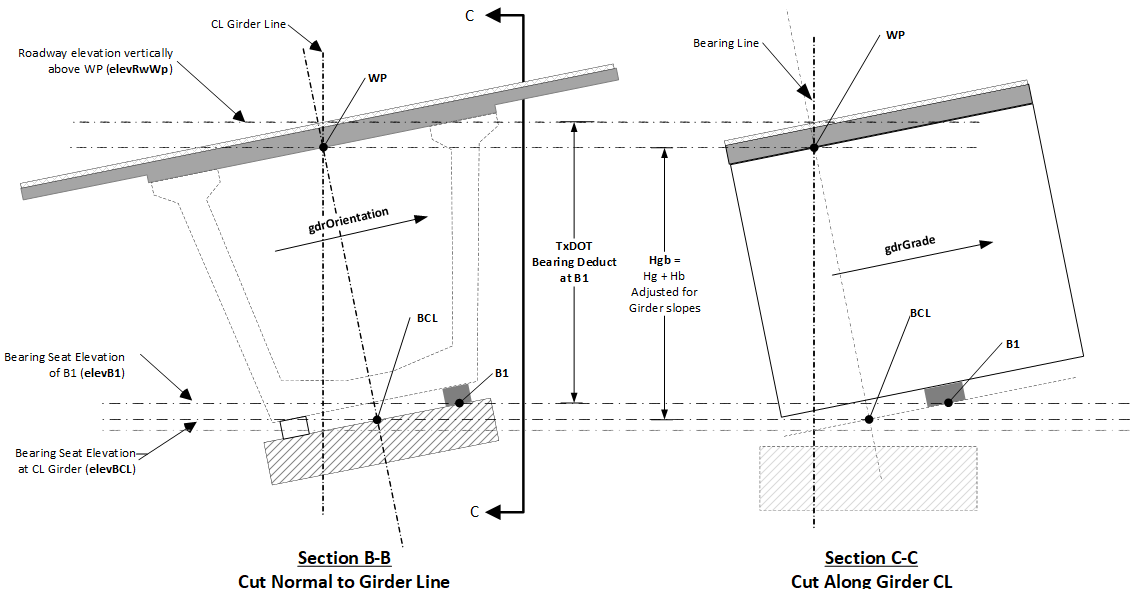 C
CL Girder Line
Roadway elevation vertically
above WP (elevRwWp)
WP
gdrOrientation
TxDOT
Bearing Deduct
at B1
BCL
B1
Bearing Seat Elevation
of B1 (elevB1)
Bearing Seat Elevation
at CL Girder (elevBCL)
C
Section B-B
Cut Normal to Girder Line
Bearing Line
WP
gdrGrade
Hgb =
Hg + Hb
Adjusted for
Girder slopes
BCL
B1
Section C-C
Cut Along Girder CL